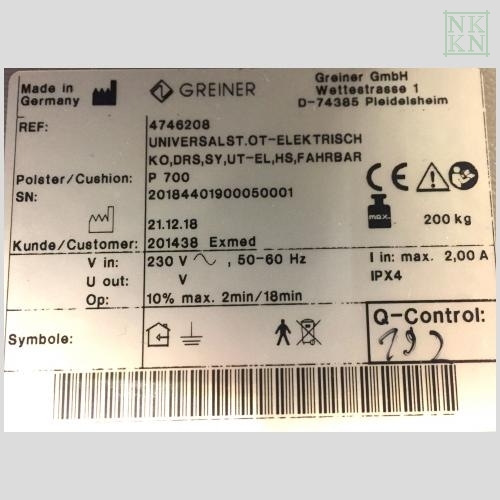 NK
KN
Made in
Germany
GREINER
Greiner GmbH
Wettestrasse 1
D-74385 Pleidelsheim
REF: 4746208
UNIVERSALST.OT-ELEKTRISCH
KO,DRS,SY,UT-EL,HS,FAHRBAR
Polster/Cushion: P 700
SN: 20184401900050001
21.12.18
max. 200 kg
Kunde/Customer: 201438 Exmed
V in: 230 V , 50-60 Hz I in: max. 2,00 A
U out: V IPX4
Op: 10% max. 2min/18min
Symbole:
Q-Control: